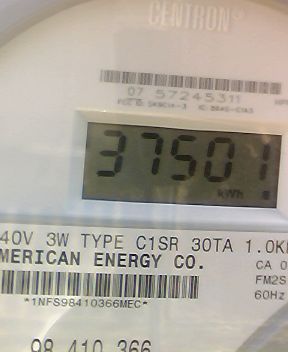 CENTRON®
07 57245311
37501
kWh
40V 3W TYPE C1SR 30TA 1.0K
MERICAN ENERGY CO.
CA 0
FM2S
60Hz
*1NFS98410366MEC*
98 410 366